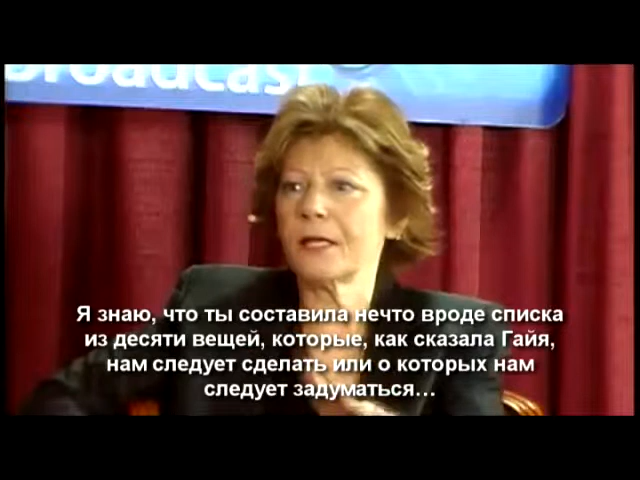 broadcast
Я знаю, что ты составила нечто вроде списка
из десяти вещей, которые, как сказала Гайя,
нам следует сделать или о которых нам
следует задуматься…